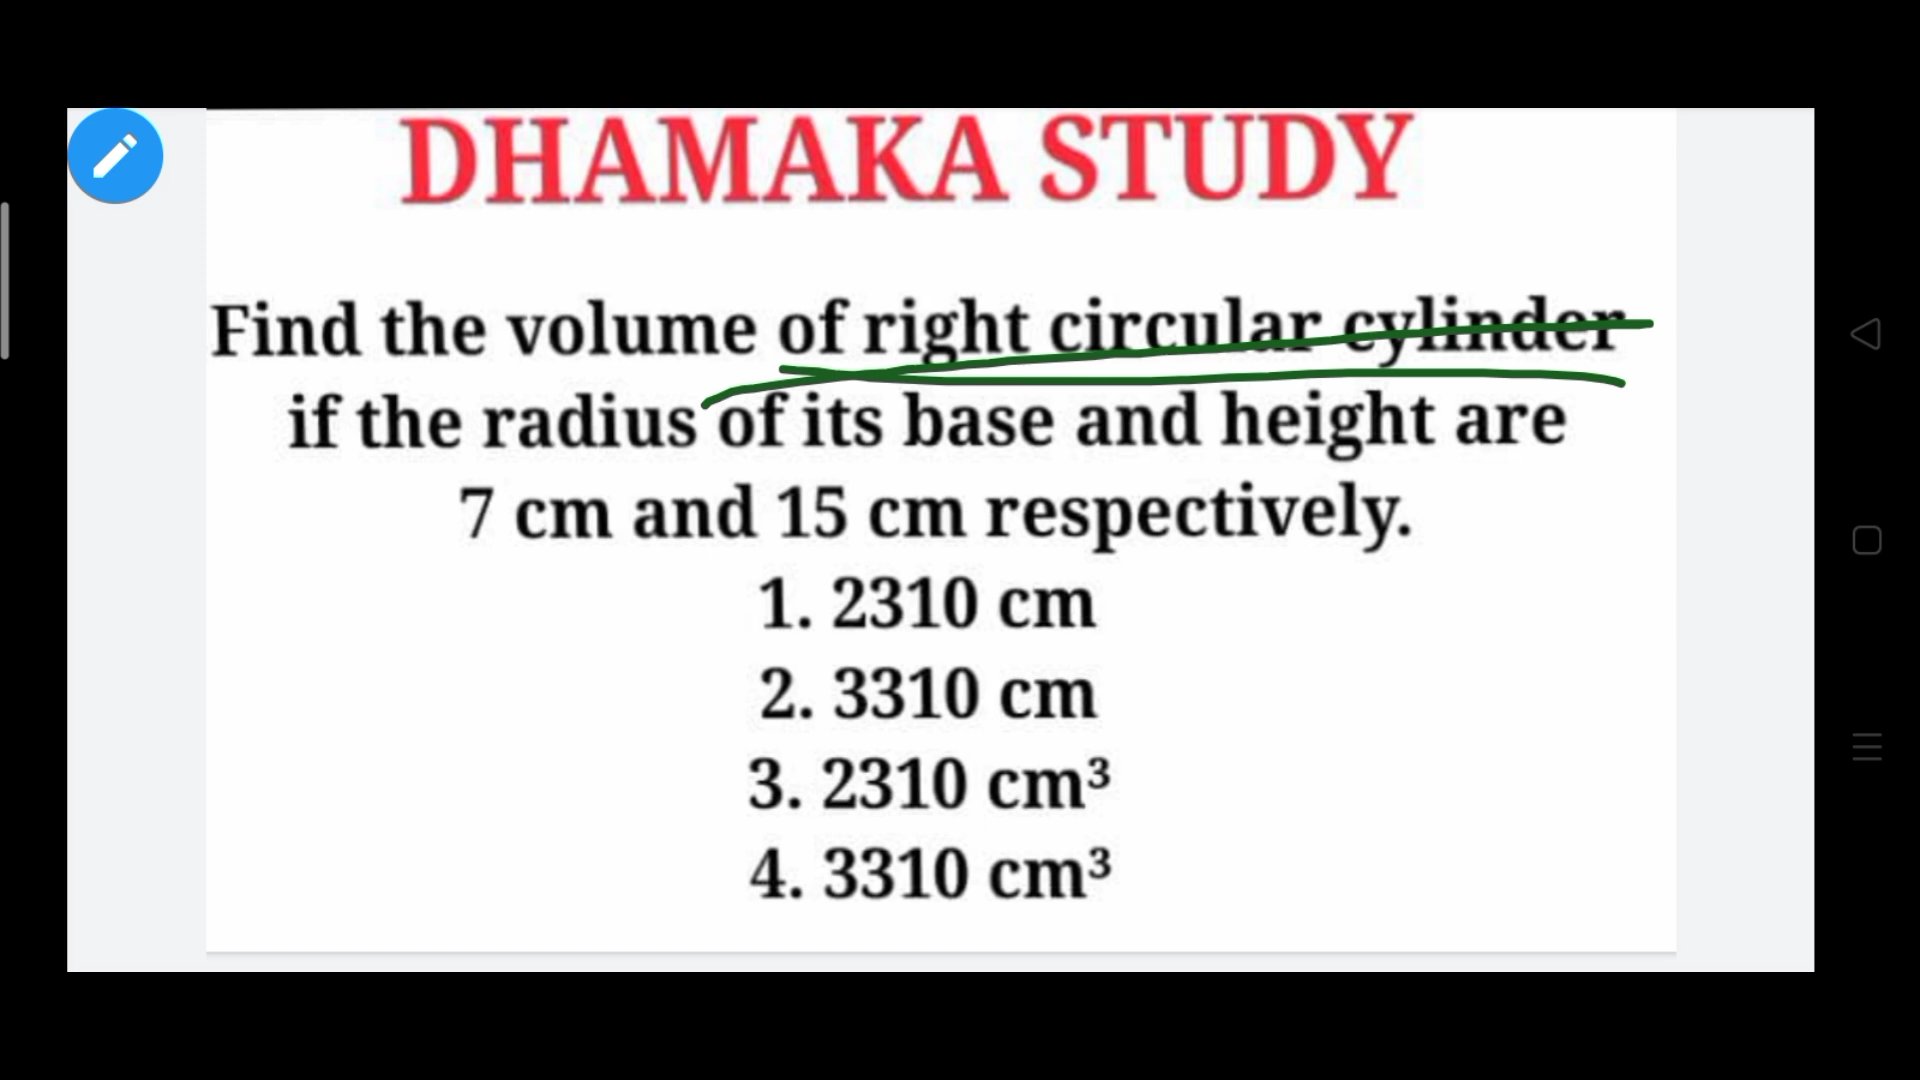 DHAMAKA STUDY
Find the volume of right circular cylinder
if the radius of its base and height are
7 cm and 15 cm respectively.
1. 2310 cm
2. 3310 cm
3. 2310 cm³
4. 3310 cm³